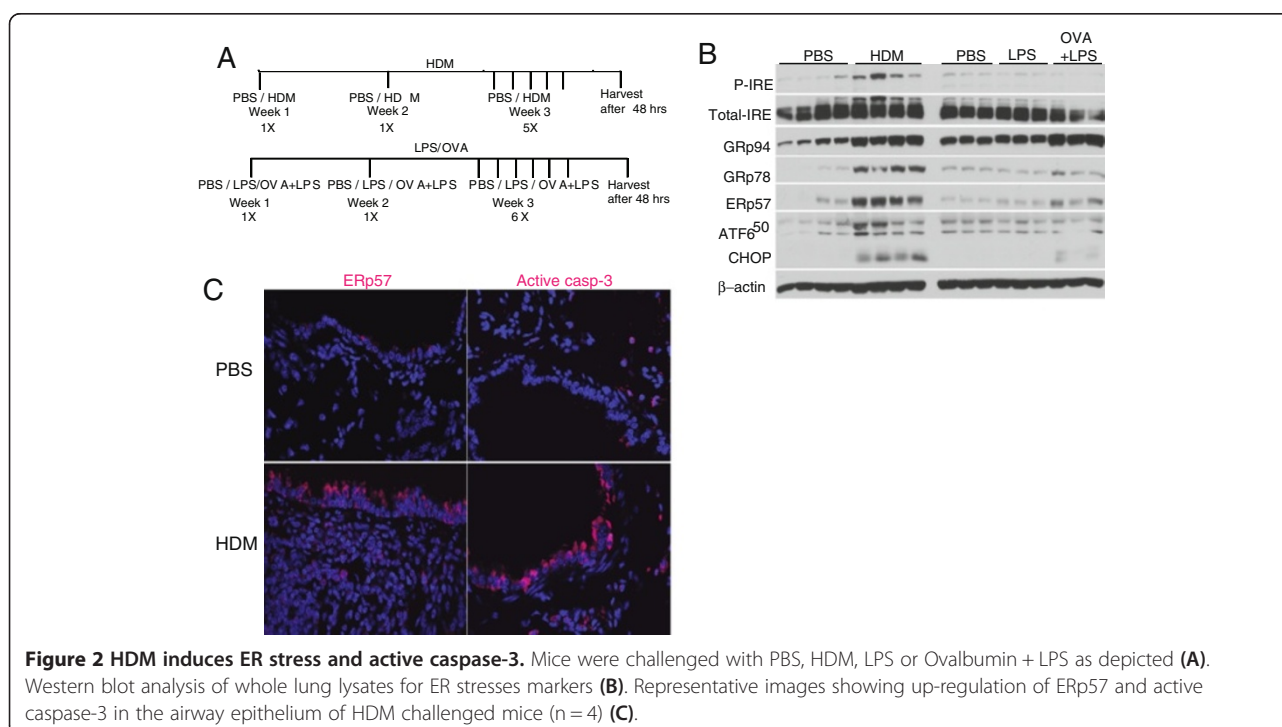 A
HDM
PBS / HDM PBS / HD M PBS / HDM Harvest
Week 1 Week 2 Week 3 after 48 hrs
1X 1X 5X
LPS/OVA
PBS / LPS/OV A+LPS PBS / LPS / OV A+LPS PBS / LPS / OV A+LPS Harvest
Week 1 Week 2 Week 3 after 48 hrs
1X 1X 6 X
B
PBS HDM PBS LPS OVA
+LPS
P-IRE
Total-IRE
GRp94
GRp78
ERp57
ATF6 50
CHOP
β–actin
C
ERp57 Active casp-3
PBS
HDM
Figure 2 HDM induces ER stress and active caspase-3. Mice were challenged with PBS, HDM, LPS or Ovalbumin + LPS as depicted (A).
Western blot analysis of whole lung lysates for ER stresses markers (B). Representative images showing up-regulation of ERp57 and active
caspase-3 in the airway epithelium of HDM challenged mice (n = 4) (C).